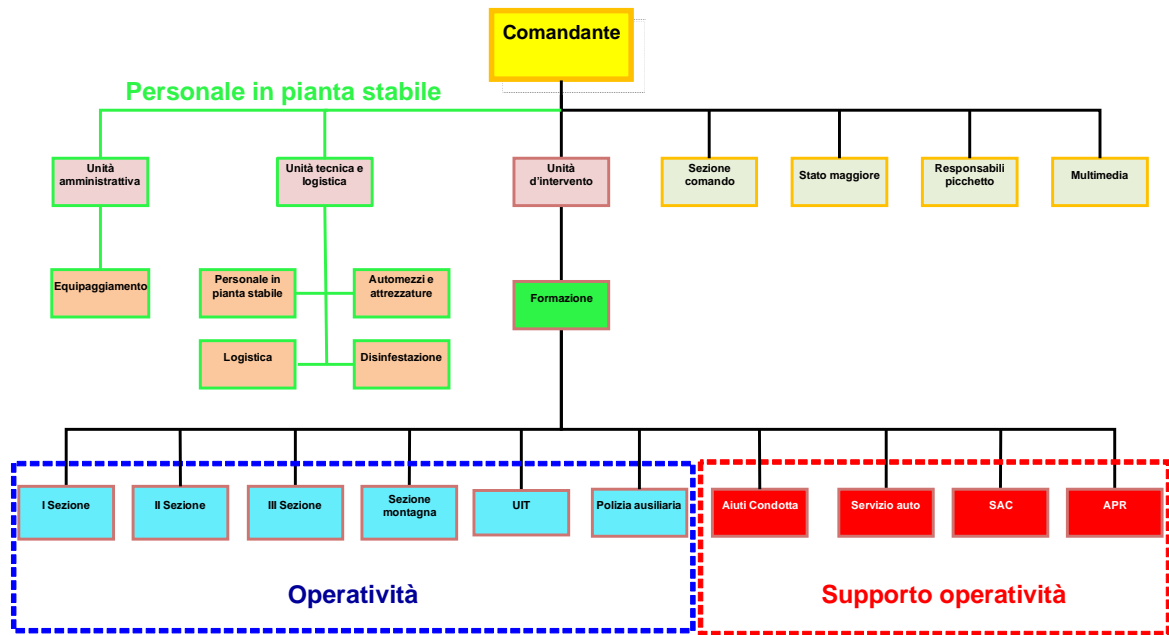 Comandante
Personale in pianta stabile
Unità
amministrativa
Unità tecnica e
logistica
Unità
d'intervento
Sezione
comando
Stato maggiore
Responsabili
picchetto
Multimedia
Equipaggiamento
Personale in
pianta stabile
Automezzi e
attrezzature
Formazione
Logistica
Disinfestazione
I Sezione
II Sezione
III Sezione
Sezione
montagna
UIT
Polizia ausiliaria
Aiuti Condotta
Servizio auto
SAC
APR
Operatività
Supporto operatività